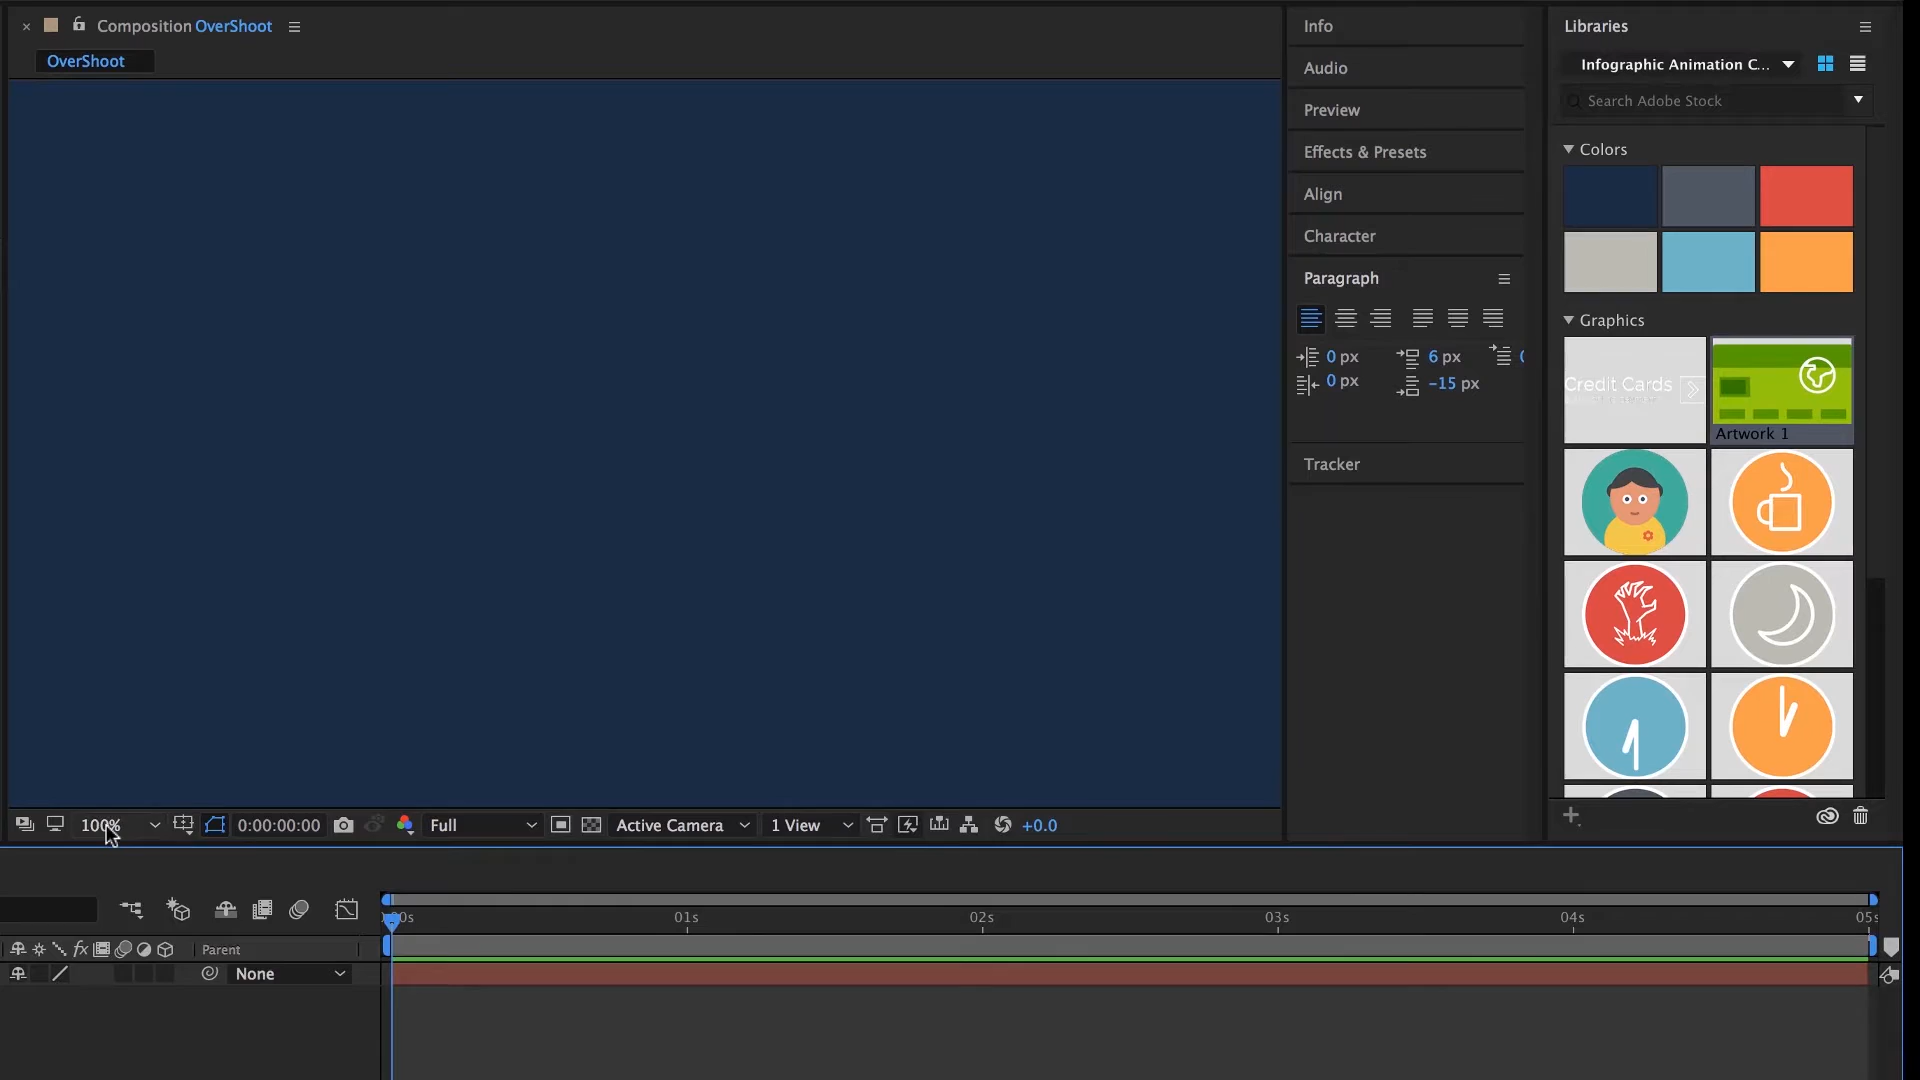 Composition OverShoot
OverShoot
100%
0:00:00:00
Full
Active Camera
1 View
+0.0
Info
Audio
Preview
Effects & Presets
Align
Character
Paragraph
0 px
6 px
0 px
-15 px
Tracker
Libraries
Infographic Animation C...
Search Adobe Stock
Colors
Graphics
Credit Cards
Artwork 1
01s
02s
03s
04s
05s
fx
Parent
None